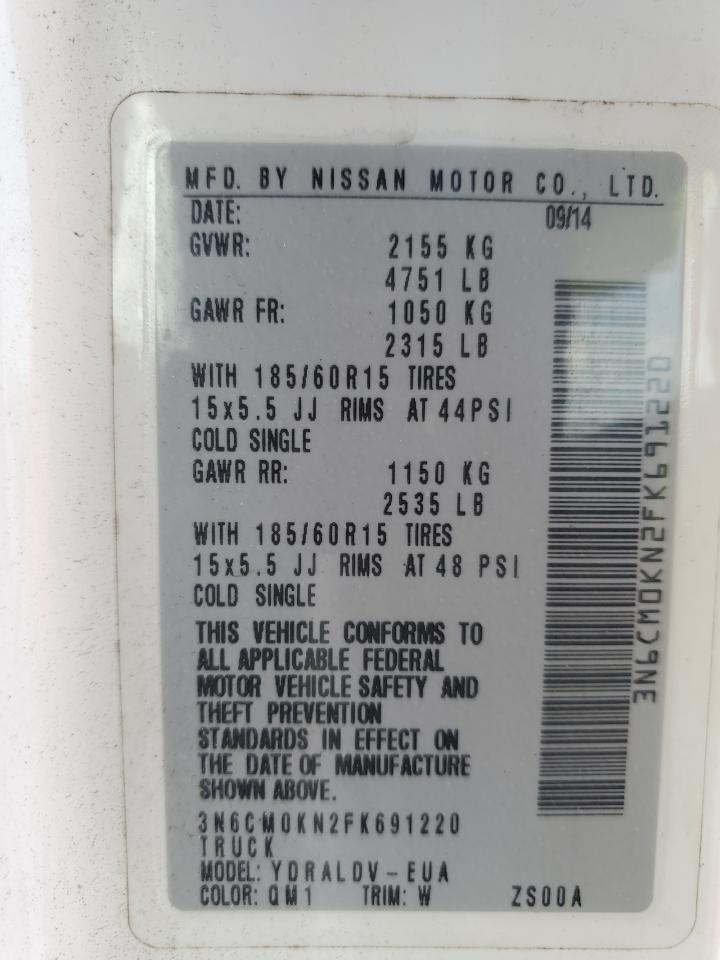 MFD. BY NISSAN MOTOR CO., LTD.
DATE: 09/14
GVWR: 2155 KG
4751 LB
GAWR FR: 1050 KG
2315 LB
WITH 185/60R15 TIRES
15x5.5 JJ RIMS AT 44PSI
COLD SINGLE
GAWR RR: 1150 KG
2535 LB
WITH 185/60R15 TIRES
15x5.5 JJ RIMS AT 48 PSI
COLD SINGLE
THIS VEHICLE CONFORMS TO
ALL APPLICABLE FEDERAL
MOTOR VEHICLE SAFETY AND
THEFT PREVENTION
STANDARDS IN EFFECT ON
THE DATE OF MANUFACTURE
SHOWN ABOVE.
3N6CM0KN2FK691220
TRUCK
MODEL: YDRALDV-EUA
COLOR: QM1 TRIM: W ZS00A
3N6CM0KN2FK691220